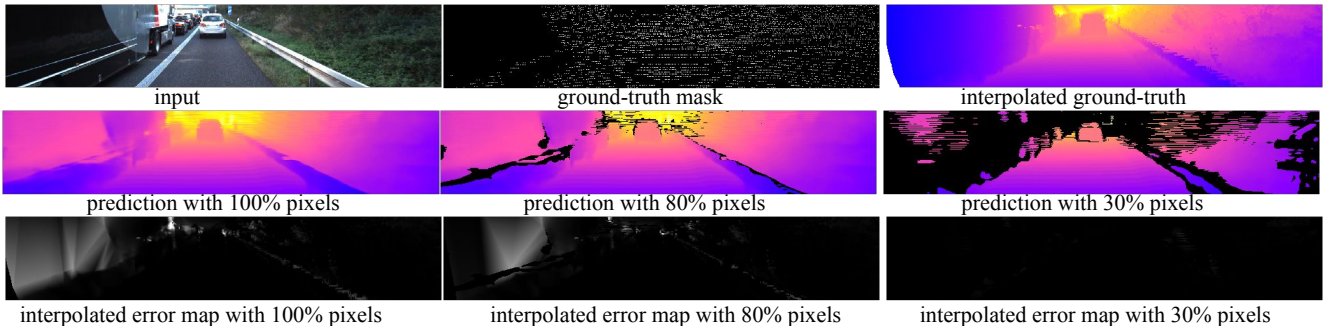 input
ground-truth mask
interpolated ground-truth
prediction with 100% pixels
prediction with 80% pixels
prediction with 30% pixels
interpolated error map with 100% pixels
interpolated error map with 80% pixels
interpolated error map with 30% pixels